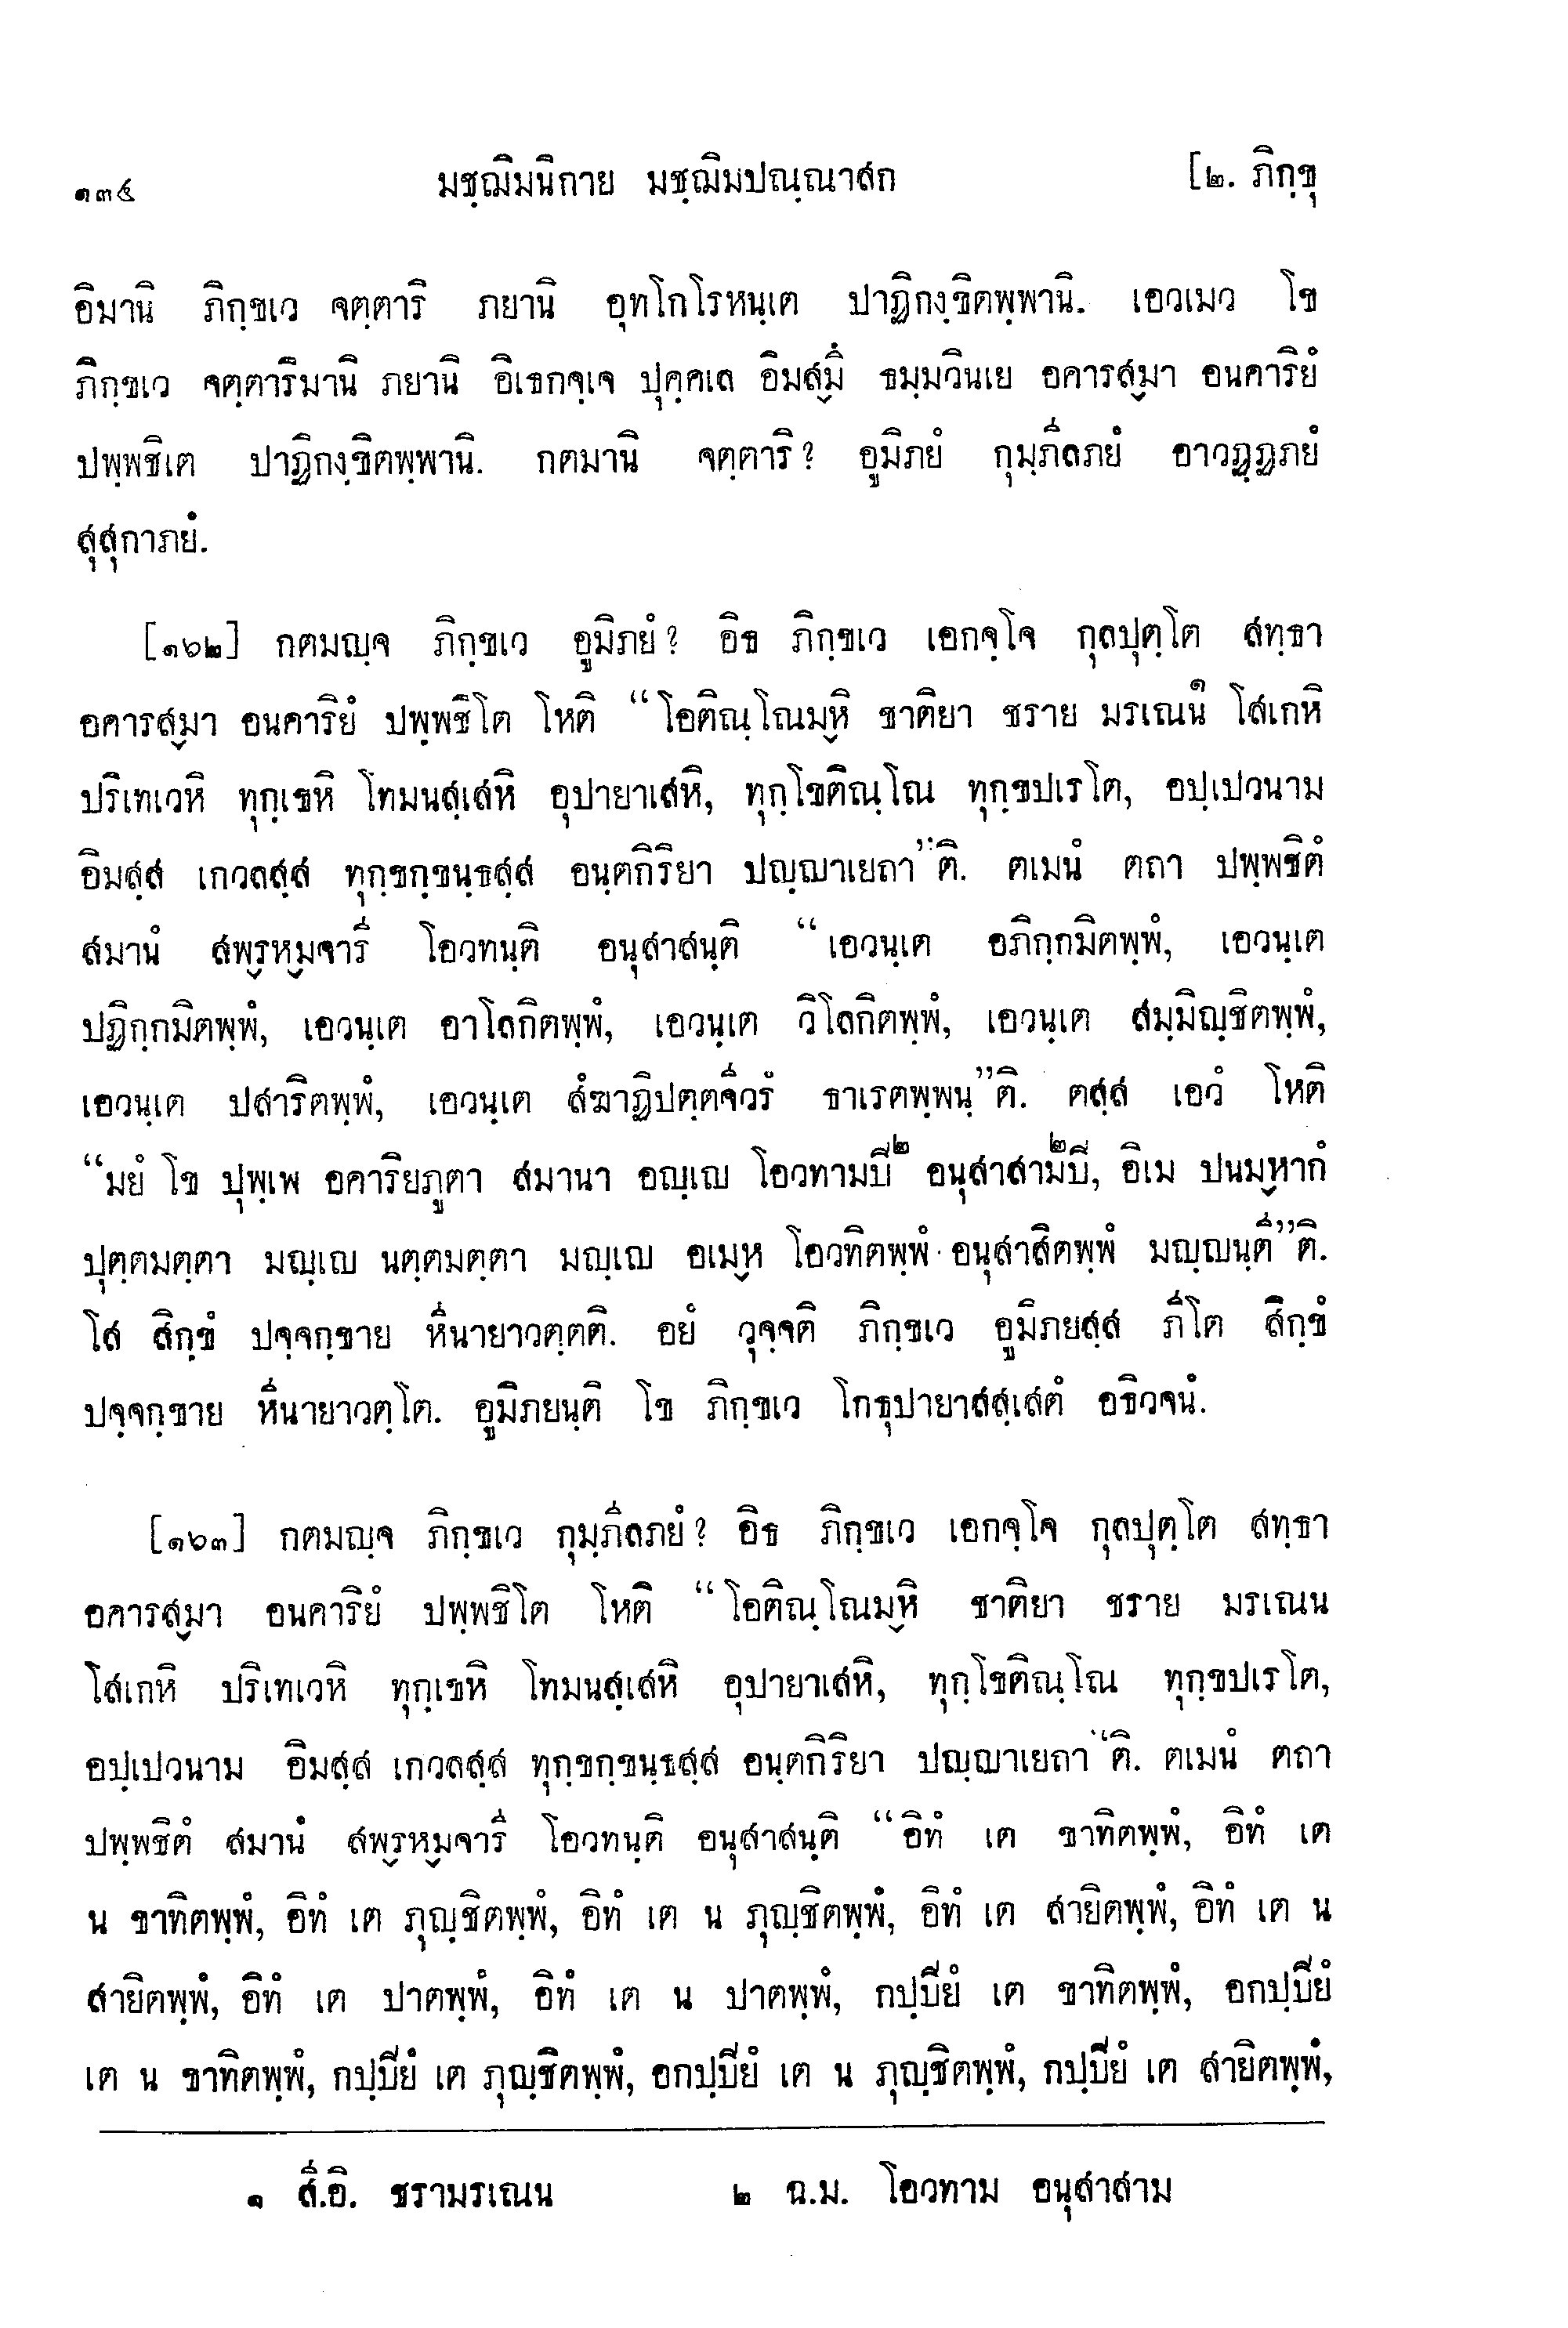 ๑๓๕ มชฺฌิมนิกาย มชฺฌิมปณฺณาสก [๒. ภิกฺขุ
อิมานิ ภิกฺขเว จตฺตาริ ภยานิ อุทโกโรหนฺเต ปาฏิกงฺขิตพฺพานิ. เอวเมว โข
ภิกฺขเว จตฺตาริมานิ ภยานิ อิเธกจฺเจ ปุคฺคเล อิมสฺมึ ธมฺมวินเย อคารสฺมา อนคาริยํ
ปพฺพชิเต ปาฏิกงฺขิตพฺพานิ. กตมานิ จตฺตาริ? อูมิภยํ กุมฺภีลภยํ อาวฏฺฏภยํ
สุสุกาภยํ.
[๑๖๒] กตมญฺจ ภิกฺขเว อูมิภยํ? อิธ ภิกฺขเว เอกจฺโจ กุลปุตฺโต สทฺธา
อคารสฺมา อนคาริยํ ปพฺพชิโต โหติ “โอติณฺโณมฺหิ ชาติยา ชราย มรเณน๑ โสเกหิ
ปริเทเวหิ ทุกฺเขหิ โทมนสฺเสหิ อุปายาเสหิ, ทุกฺโขติณฺโณ ทุกฺขปเรโต, อปฺเปวนาม
อิมสฺส เกวลสฺส ทุกฺขกฺขนฺธสฺส อนฺตกิริยา ปญฺญาเยถา”ติ. ตเมนํ ตถา ปพฺพชิตํ
สมานํ สพฺรหฺมจารี โอวทนฺติ อนุสาสนฺติ “เอวนฺเต อภิกฺกมิตพฺพํ, เอวนฺเต
ปฏิกฺกมิตพฺพํ, เอวนฺเต อาโลกิตพฺพํ, เอวนฺเต วิโลกิตพฺพํ, เอวนฺเต สมฺมิญฺชิตพฺพํ,
เอวนฺเต ปสาริตพฺพํ, เอวนฺเต สํฆาฏิปตฺตจีวรํ ธาเรตพฺพนฺ”ติ. ตสฺส เอวํ โหติ
“มยํ โข ปุพฺเพ อคาริยภูตา สมานา อญฺเญ โอวทามปี๒ อนุสาสามปี๒, อิเม ปนมฺหากํ
ปุตฺตมตฺตา มญฺเญ นตฺตมตฺตา มญฺเญ อเมฺห โอวทิตพฺพํ อนุสาสิตพฺพํ มญฺญนฺตี”ติ.
โส สิกฺขํ ปจฺจกฺขาย หีนายาวตฺตติ. อยํ วุจฺจติ ภิกฺขเว อูมิภยสฺส ภีโต สิกฺขํ
ปจฺจกฺขาย หีนายาวตฺโต. อูมิภยนฺติ โข ภิกฺขเว โกธุปายาสสฺเสตํ อธิวจนํ.
[๑๖๓] กตมญฺจ ภิกฺขเว กุมฺภีลภยํ? อิธ ภิกฺขเว เอกจฺโจ กุลปุตฺโต สทฺธา
อคารสฺมา อนคาริยํ ปพฺพชิโต โหติ “โอติณฺโณมฺหิ ชาติยา ชราย มรเณน
โสเกหิ ปริเทเวหิ ทุกฺเขหิ โทมนสฺเสหิ อุปายาเสหิ, ทุกฺโขติณฺโณ ทุกฺขปเรโต,
อปฺเปวนาม อิมสฺส เกวลสฺส ทุกฺขกฺขนฺธสฺส อนฺตกิริยา ปญฺญาเยถา”ติ. ตเมนํ ตถา
ปพฺพชิตํ สมานํ สพฺรหฺมจารี โอวทนฺติ อนุสาสนฺติ “อิทํ เต ขาทิตพฺพํ, อิทํ เต
น ขาทิตพฺพํ, อิทํ เต ภุญฺชิตพฺพํ, อิทํ เต น ภุญฺชิตพฺพํ, อิทํ เต สายิตพฺพํ, อิทํ เต น
สายิตพฺพํ, อิทํ เต ปาตพฺพํ, อิทํ เต น ปาตพฺพํ, กปฺปียํ เต ขาทิตพฺพํ, อกปฺปียํ
เต น ขาทิตพฺพํ, กปฺปียํ เต ภุญฺชิตพฺพํ, อกปฺปียํ เต น ภุญฺชิตพฺพํ, กปฺปียํ เต สายิตพฺพํ,
๑ สี.อิ. ชรามรเณน ๒ ฉ.ม. โอวทาม อนุสาสาม